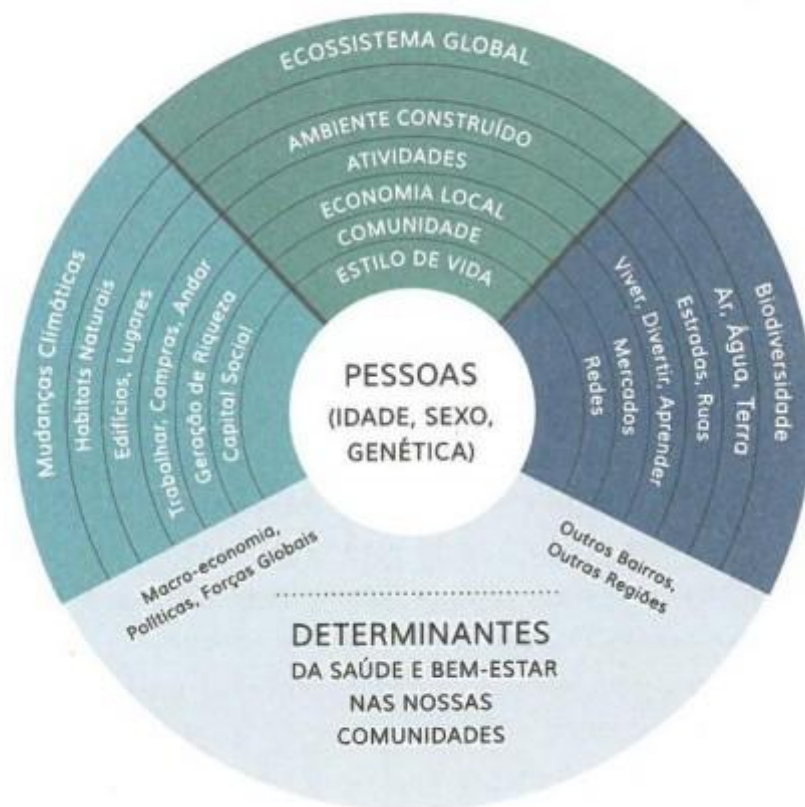 ECOSSISTEMA GLOBAL
AMBIENTE CONSTRUÍDO
ATIVIDADES
ECONOMIA LOCAL
COMUNIDADE
ESTILO DE VIDA
Mudanças Climáticas
Habitats Naturais
Edifícios, Lugares
Trabalhar, Compras, Andar
Geração de Riqueza
Capital Social
Biodiversidade
Ar, Água, Terra
Estradas, Ruas
Viver, Divertir, Aprender
Mercados
Redes
PESSOAS
(IDADE, SEXO,
GENÉTICA)
Macro-economia,
Políticas, Forças Globais
Outros Bairros,
Outras Regiões
DETERMINANTES
DA SAÚDE E BEM-ESTAR
NAS NOSSAS
COMUNIDADES